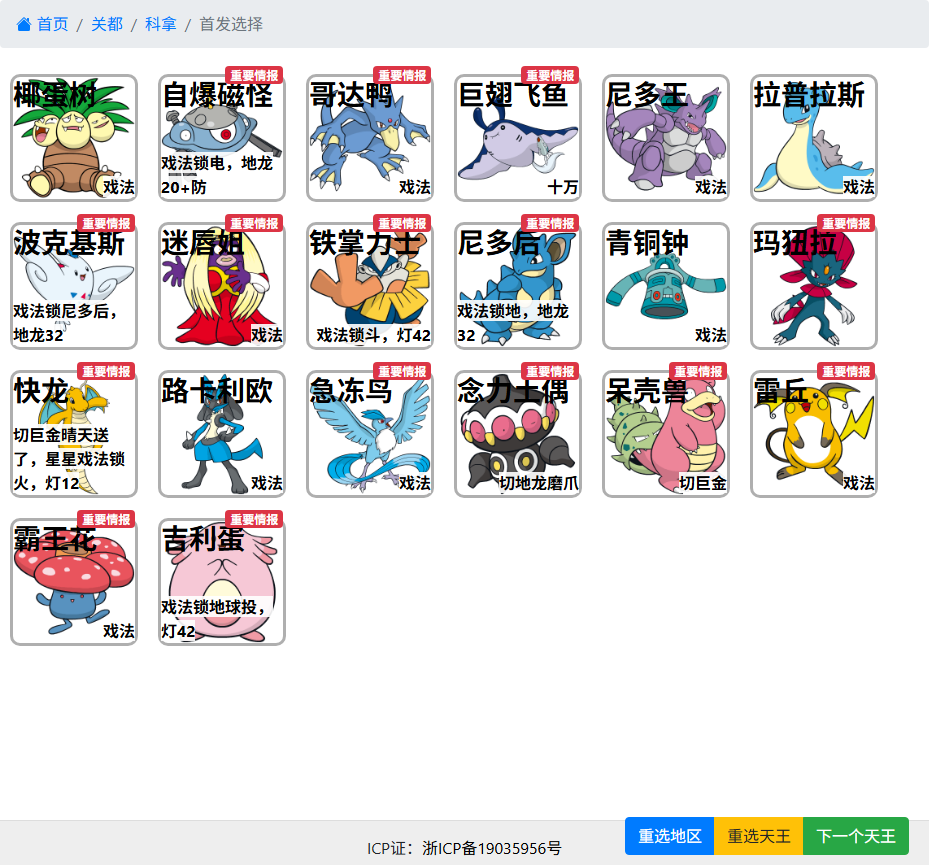 首页 / 关都 / 科拿 / 首发选择
椰蛋树
戏法
重要情报
自爆磁怪
戏法锁电，地龙
20+防
重要情报
哥达鸭
戏法
重要情报
巨翅飞鱼
十万
尼多王
戏法
拉普拉斯
戏法
重要情报
波克基斯
戏法锁尼多后，
地龙32
迷唇姐
戏法
重要情报
铁掌力士
戏法锁斗，灯42
重要情报
尼多后
戏法锁地，地龙
32
青铜钟
戏法
重要情报
玛狃拉
重要情报
快龙
切巨金晴天送
了，星星戏法锁
火，灯12
路卡利欧
戏法
重要情报
急冻鸟
戏法
重要情报
念力土偶
切地龙磨爪
重要情报
呆壳兽
切巨金
重要情报
雷丘
戏法
重要情报
霸王花
戏法
重要情报
吉利蛋
戏法锁地球投，
灯42
ICP证：浙ICP备19035956号
重选地区
重选天王
下一个天王